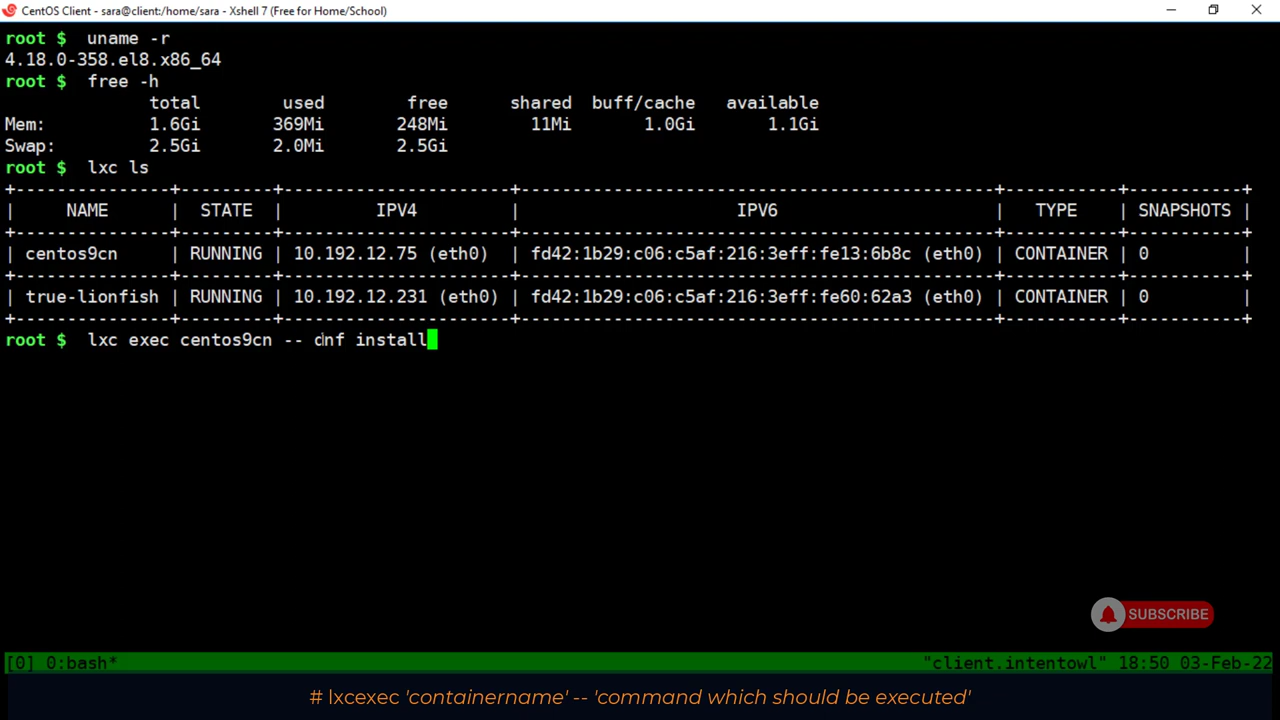 CentOS Client - sara@client:/home/sara - Xshell 7 (Free for Home/School)
root $ uname -r
4.18.0-358.el8.x86_64
root $ free -h
total used free shared buff/cache available
Mem: 1.6Gi 369Mi 248Mi 11Mi 1.0Gi 1.1Gi
Swap: 2.5Gi 2.0Mi 2.5Gi
root $ lxc ls
+---------------+---------+----------------------+-----------------------------------------------+-----------+-----------+
| NAME | STATE | IPV4 | IPV6 | TYPE | SNAPSHOTS |
+---------------+---------+----------------------+-----------------------------------------------+-----------+-----------+
| centos9cn | RUNNING | 10.192.12.75 (eth0) | fd42:1b29:c06:c5af:216:3eff:fe13:6b8c (eth0) | CONTAINER | 0 |
+---------------+---------+----------------------+-----------------------------------------------+-----------+-----------+
| true-lionfish | RUNNING | 10.192.12.231 (eth0) | fd42:1b29:c06:c5af:216:3eff:fe60:62a3 (eth0) | CONTAINER | 0 |
+---------------+---------+----------------------+-----------------------------------------------+-----------+-----------+
root $ lxc exec centos9cn -- dnf install
SUBSCRIBE
[0] 0:bash* "client.intentowl" 18:50 03-Feb-22
# lxcexec 'containername' -- 'command which should be executed'